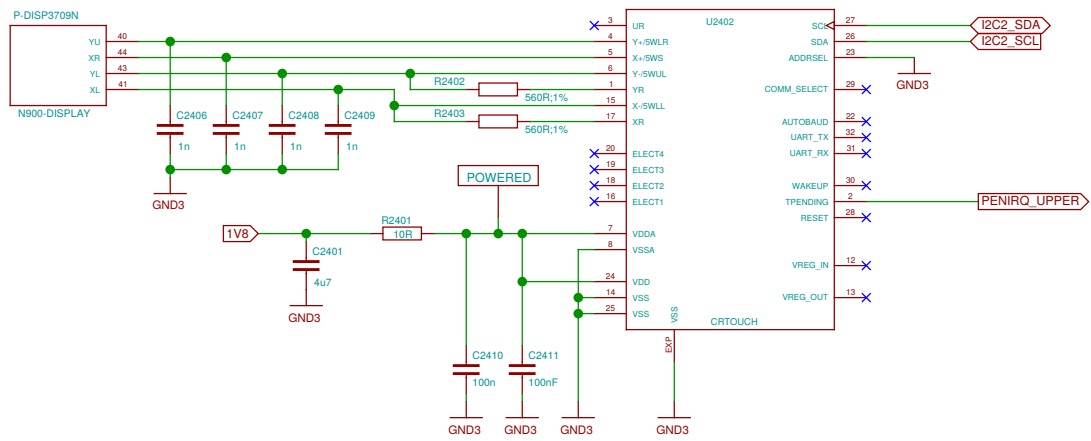 P-DISP3709N
YU 40
XR 44
YL 43
XL 41
N900-DISPLAY
C2406
1n
C2407
1n
C2408
1n
C2409
1n
GND3
R2402
560R;1%
R2403
560R;1%
POWERED
1V8
R2401
10R
C2401
4u7
GND3
C2410
100n
C2411
100nF
GND3
GND3
GND3
GND3
U2402
3 UR
4 Y+/5WLR
5 X+/5WS
6 Y-/5WUL
1 YR
15 X-/5WLL
17 XR
20 ELECT4
19 ELECT3
18 ELECT2
16 ELECT1
7 VDDA
8 VSSA
24 VDD
14 VSS
25 VSS
VSS
EXP
CRTOUCH
SCL 27
SDA 26
ADDRSEL 23
COMM_SELECT 29
AUTOBAUD 22
UART_TX 32
UART_RX 31
WAKEUP 30
TPENDING 2
RESET 28
VREG_IN 12
VREG_OUT 13
I2C2_SDA
I2C2_SCL
GND3
PENIRQ_UPPER